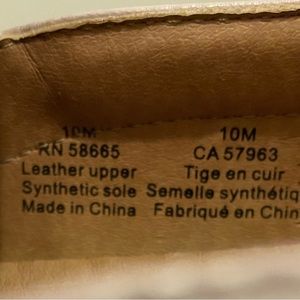 10M
RN 58665
Leather upper
Synthetic sole
Made in China
10M
CA 57963
Tige en cuir
Semelle synthétiq
Fabriqué en Chin